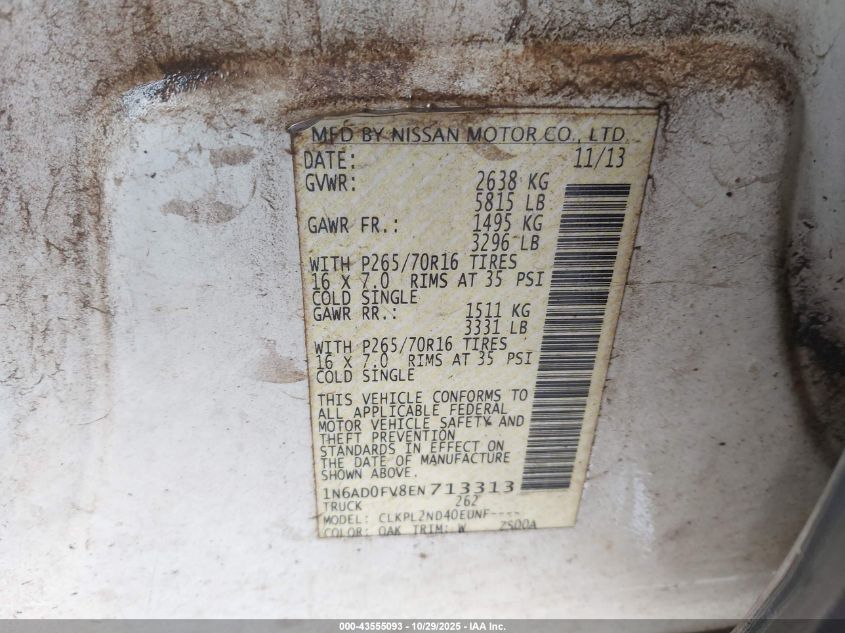 MFD BY NISSAN MOTOR CO., LTD.
DATE: 11/13
GVWR: 2638 KG
5815 LB
GAWR FR.: 1495 KG
3296 LB
WITH P265/70R16 TIRES
16 X 7.0 RIMS AT 35 PSI
COLD SINGLE
GAWR RR.: 1511 KG
3331 LB
WITH P265/70R16 TIRES
16 X 7.0 RIMS AT 35 PSI
COLD SINGLE
THIS VEHICLE CONFORMS TO
ALL APPLICABLE FEDERAL
MOTOR VEHICLE SAFETY AND
THEFT PREVENTION
STANDARDS IN EFFECT ON
THE DATE OF MANUFACTURE
SHOWN ABOVE.
1N6AD0FV8EN713313
TRUCK 262
MODEL: CLKPL2ND40EUNF----
COLOR: QAK TRIM: W ZS00A
000-43555093 - 10/29/2025 - IAA Inc.